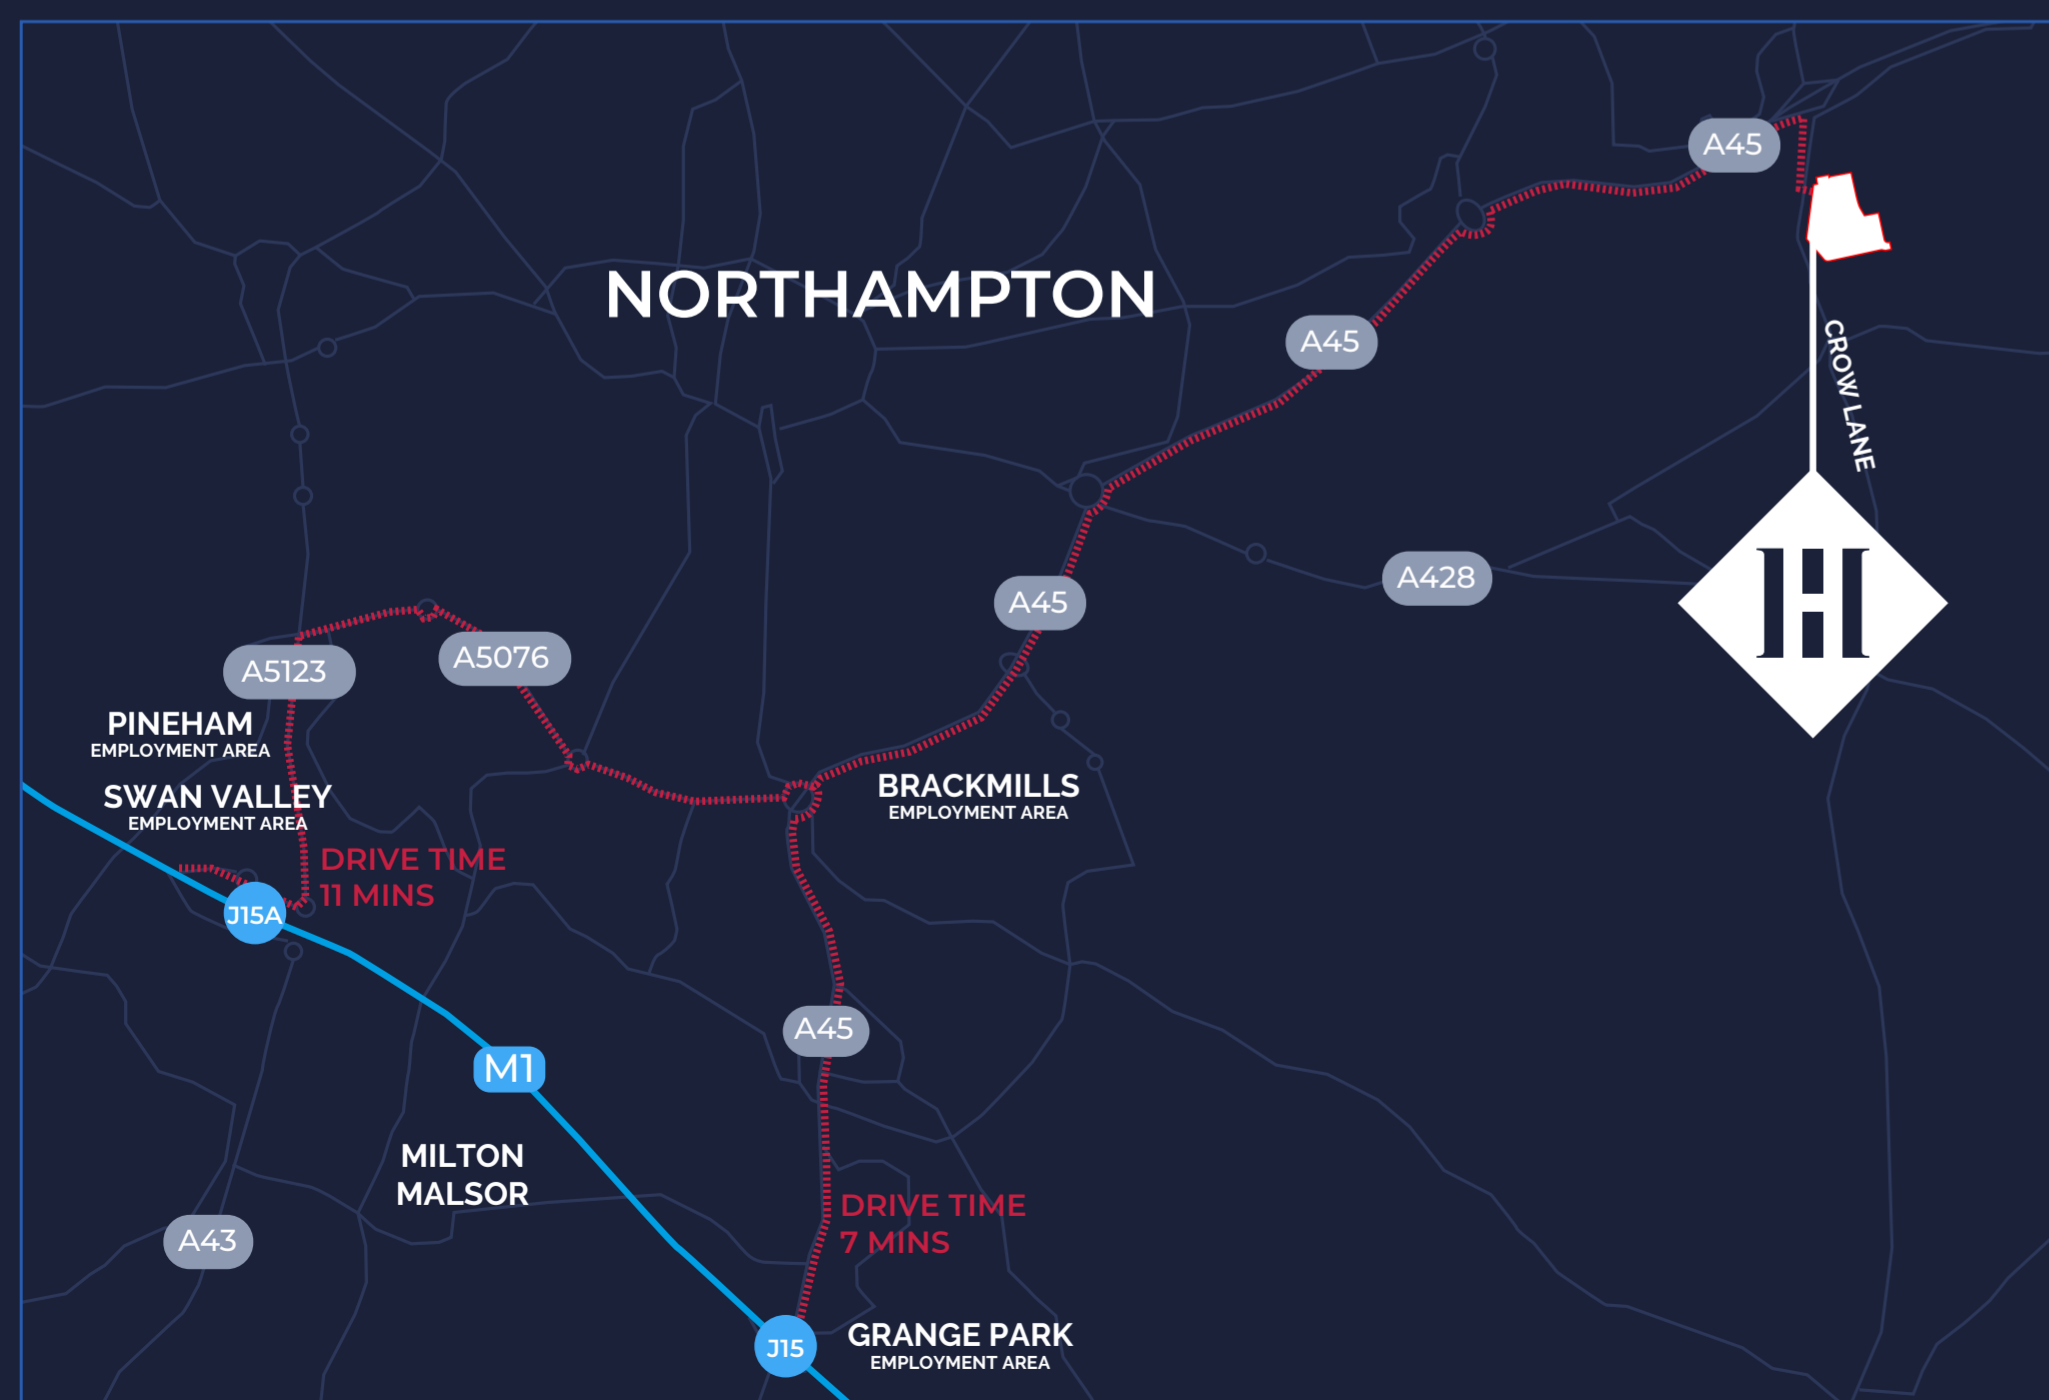 A45
NORTHAMPTON
A45
CROW LANE
A428
A45
A5076
A5123
PINEHAM
EMPLOYMENT AREA
SWAN VALLEY
EMPLOYMENT AREA
BRACKMILLS
EMPLOYMENT AREA
DRIVE TIME
11 MINS
J15A
A45
M1
MILTON
MALSOR
DRIVE TIME
7 MINS
A43
J15
GRANGE PARK
EMPLOYMENT AREA
H